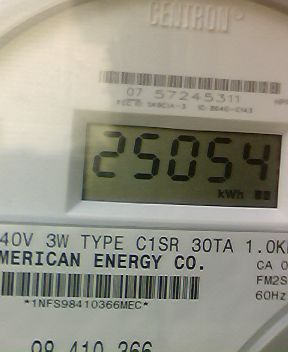 CENTRON®
07 57245311
25054
kWh
40V 3W TYPE C1SR 30TA 1.0K
MERICAN ENERGY CO.
CA 0
FM2S
60Hz
*1NFS98410366MEC*
98 410 366